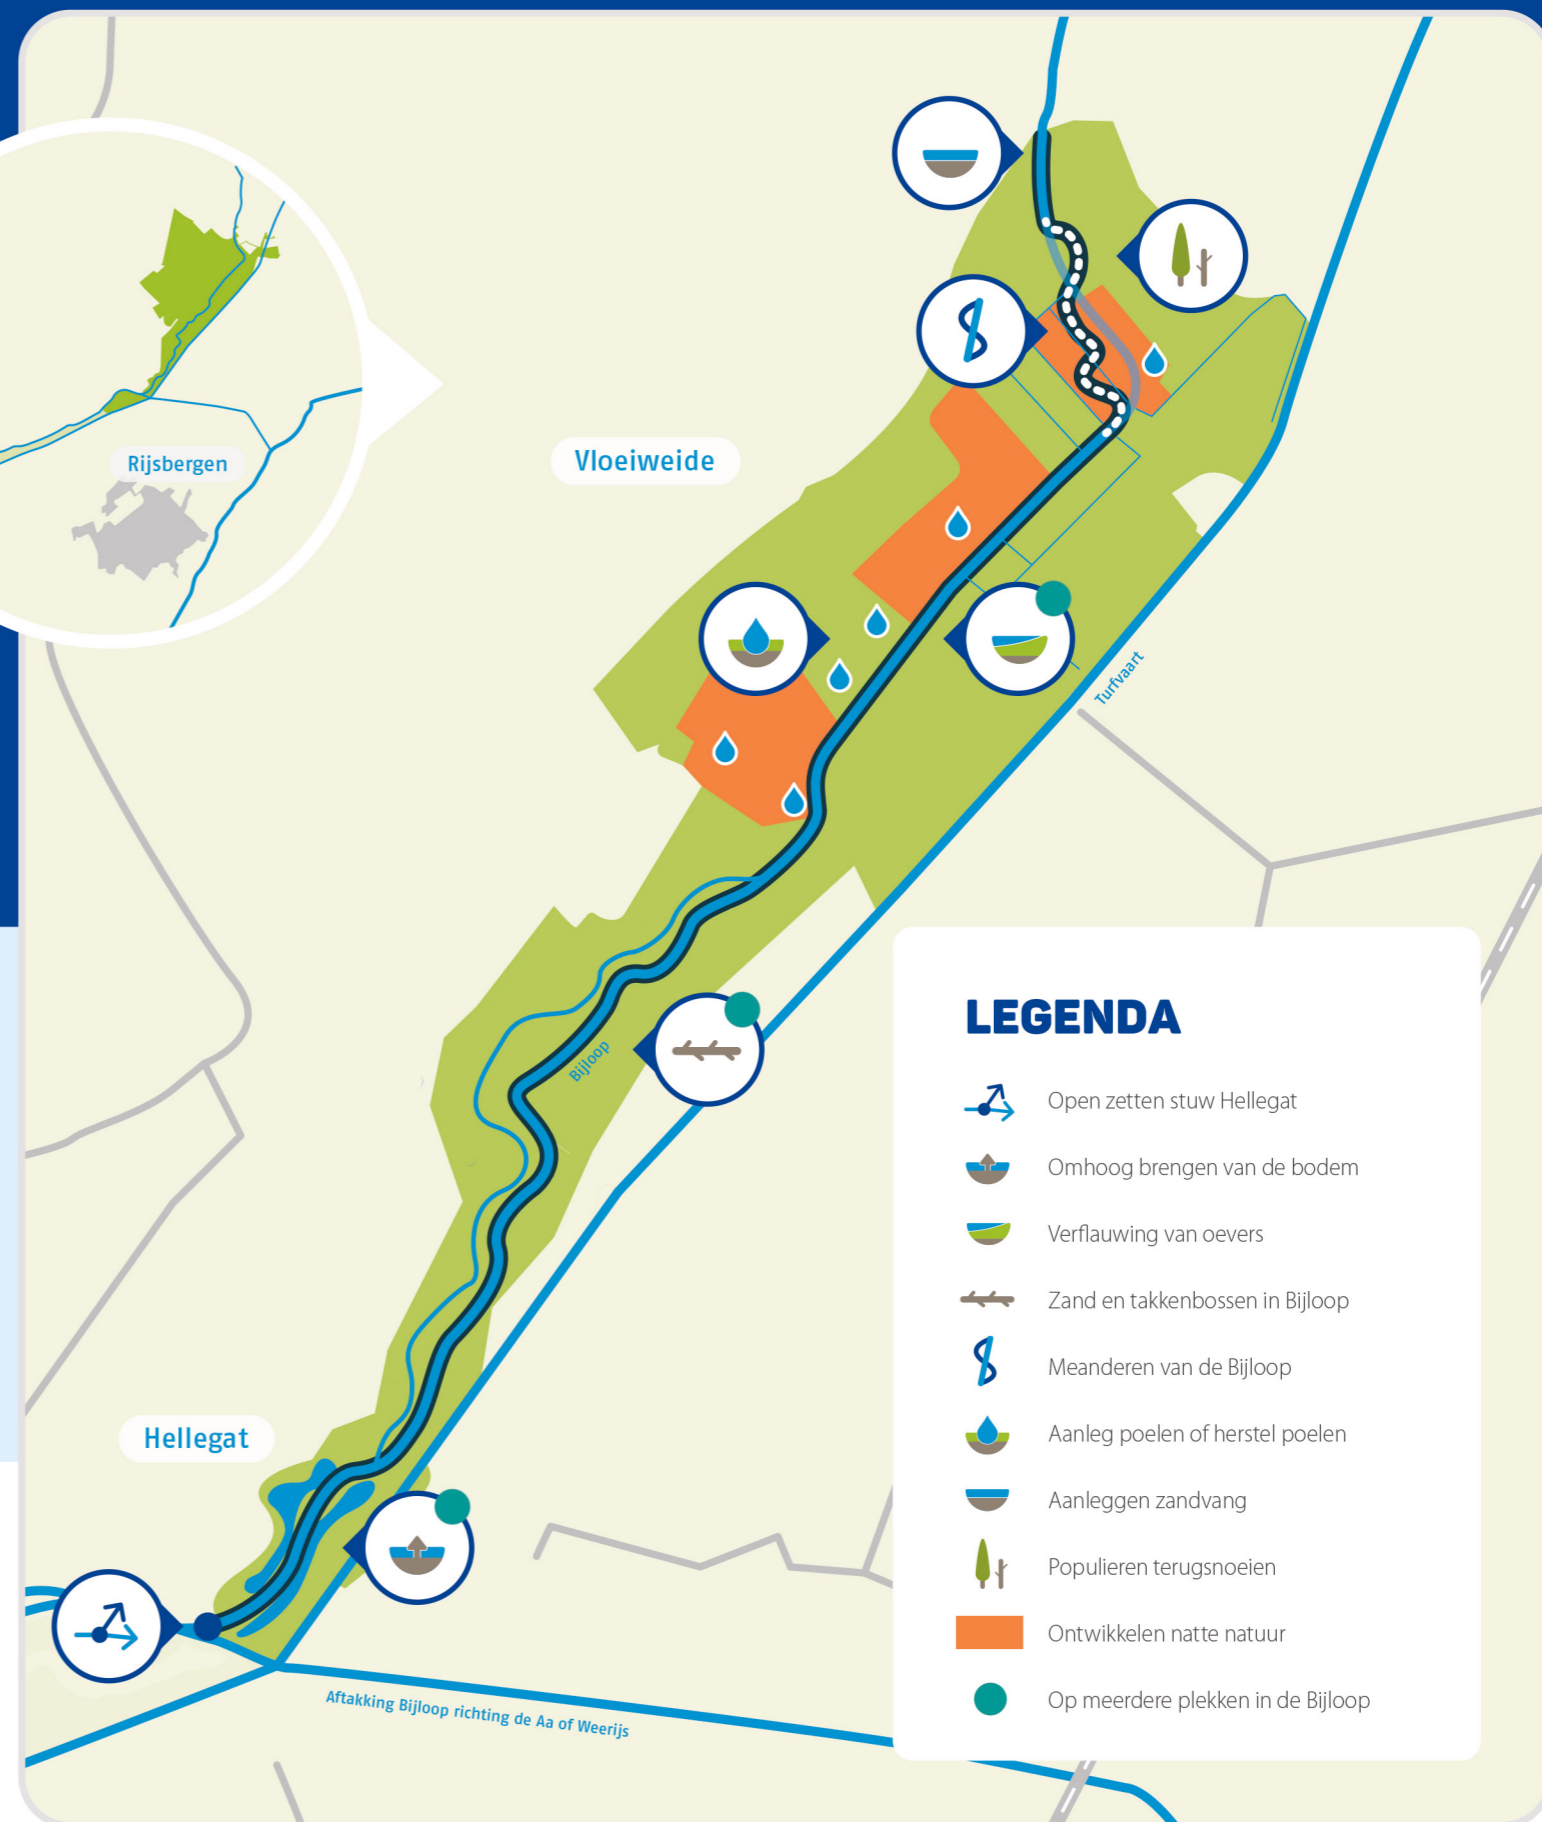 Rijsbergen
Vloeiweide
Turfvaart
Bijloop
Hellegat
Aftakking Bijloop richting de Aa of Weerijs
LEGENDA
Open zetten stuw Hellegat
Omhoog brengen van de bodem
Verflauwing van oevers
Zand en takkenbossen in Bijloop
Meanderen van de Bijloop
Aanleg poelen of herstel poelen
Aanleggen zandvang
Populieren terugsnoeien
Ontwikkelen natte natuur
Op meerdere plekken in de Bijloop